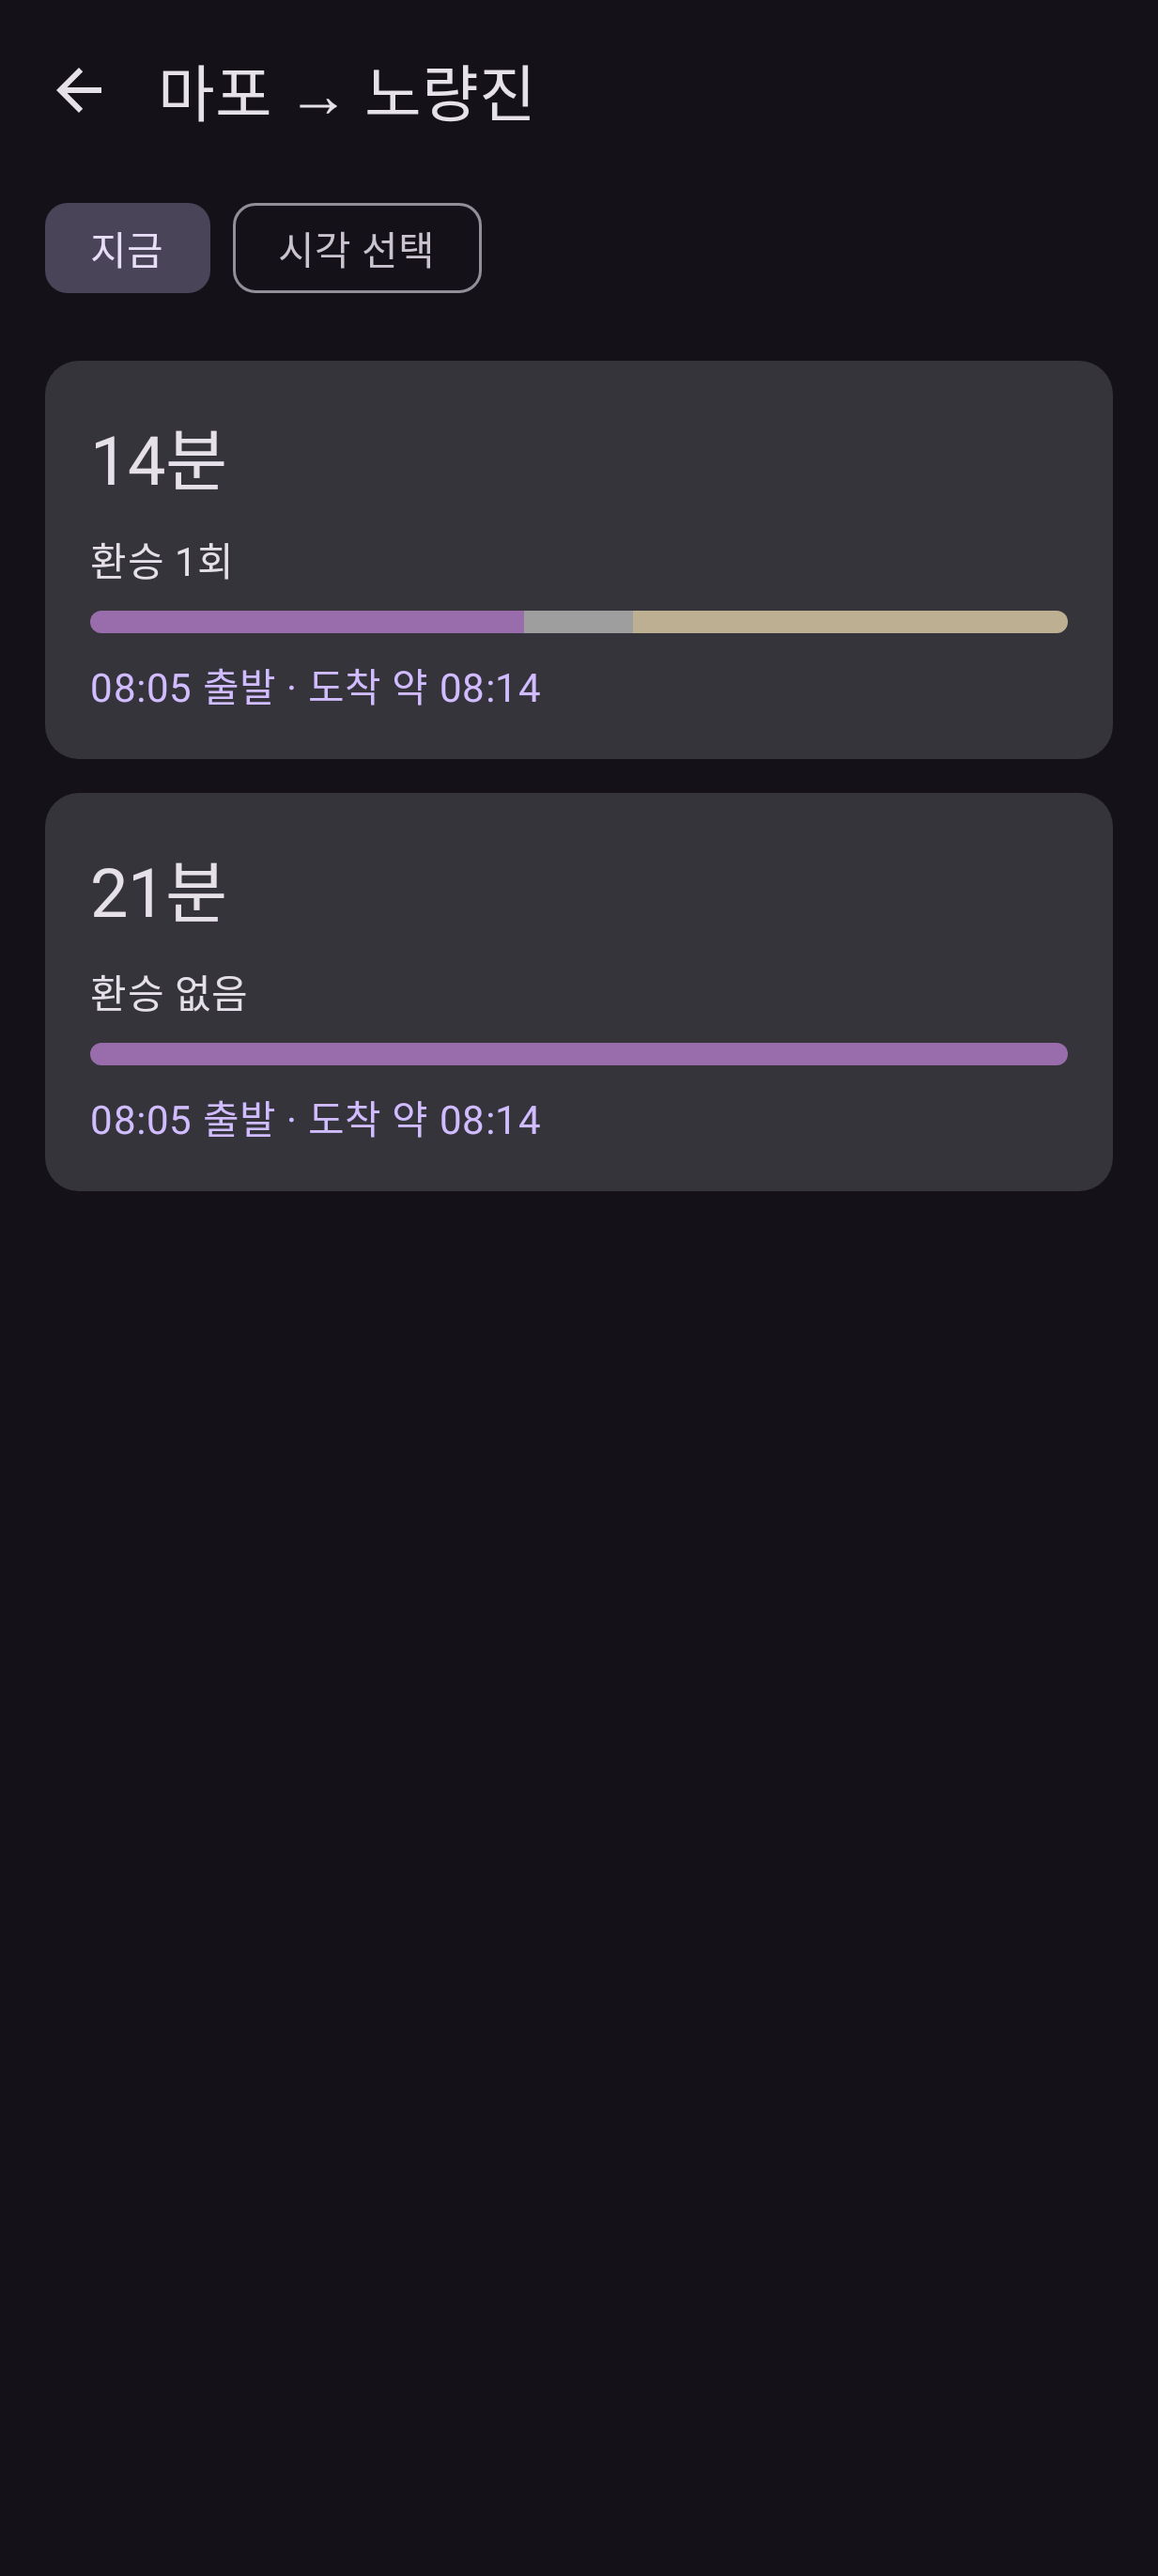 마포 → 노량진
지금
시각 선택
14분
환승 1회
08:05 출발 · 도착 약 08:14
21분
환승 없음
08:05 출발 · 도착 약 08:14